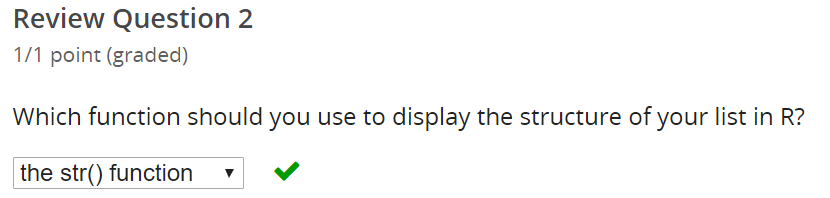 Review Question 2
1/1 point (graded)
Which function should you use to display the structure of your list in R?
the str() function